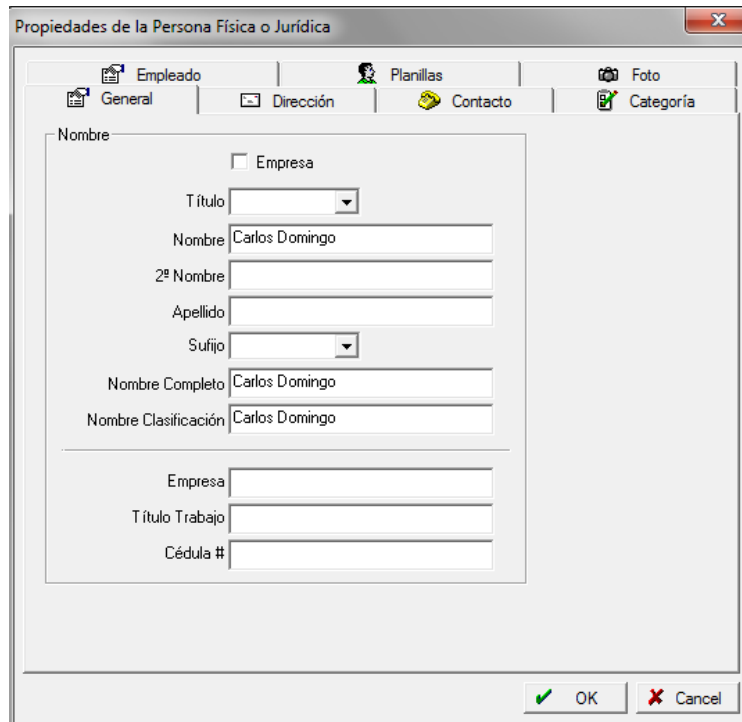 Propiedades de la Persona Física o Jurídica
Empleado Planillas Foto
General Dirección Contacto Categoría
Nombre
Empresa
Título
Nombre Carlos Domingo
2º Nombre
Apellido
Sufijo
Nombre Completo Carlos Domingo
Nombre Clasificación Carlos Domingo
Empresa
Título Trabajo
Cédula #
OK Cancel